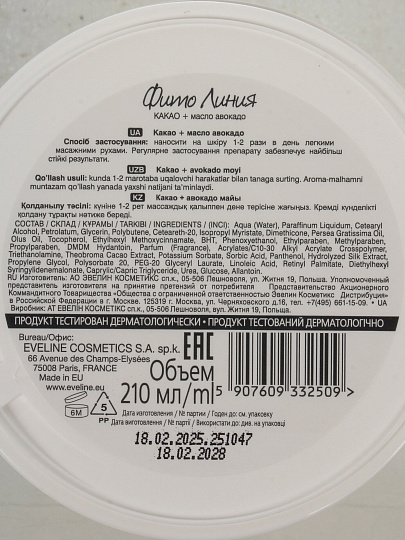 Фито Линия
КАКАО + масло авокадо
UA Какао + масло авокадо
Спосіб застосування: наносити на шкіру 1-2 рази в день легкими
масажними рухами. Регулярне застосування препарату забезпечує найбільш
стійкі результати.
UZB Kakao + avokado moyi
Qo'llash usuli: kunda 1-2 marotaba uqalovchi harakatlar bilan tanaga surting. Aroma-malhamni
muntazam qo'llash yanada yaxshi natijani ta'minlaydi.
KZ Какао + авокадо майы
Қолданылу тәсілі: күніне 1-2 рет массаждық қалыппен дене терісіне жағыңыз. Кремді күнделікті
қолдану тұрақты нәтиже береді.
СОСТАВ / СКЛАД / ҚҰРАМЫ / TARKIBI / INGREDIENTS / (INCI): Aqua (Water), Paraffinum Liquidum, Cetearyl
Alcohol, Petrolatum, Glycerin, Polybutene, Ceteareth-20, Isopropyl Myristate, Dimethicone, Persea Gratissima Oil,
Olus Oil, Tocopherol, Ethylhexyl Methoxycinnamate, BHT, Phenoxyethanol, Ethylparaben, Methylparaben,
Propylparaben, DMDM Hydantoin, Parfum (Fragrance), Acrylates/C10-30 Alkyl Acrylate Crosspolymer,
Triethanolamine, Theobroma Cacao Extract, Potassium Sorbate, Sorbic Acid, Panthenol, Hydrolyzed Silk Extract,
Propylene Glycol, Polysorbate 20, PEG-20 Glyceryl Laurate, Linoleic Acid, Retinyl Palmitate, Diethylhexyl
Syringylidenemalonate, Caprylic/Capric Triglyceride, Urea, Glucose, Allantoin.
Изготовитель: АО ЭВЕЛИН КОСМЕТИКС сп.к., 05-506 Лешноволя, ул. Житня 19, Польша. Уполномоченный
представитель изготовителя на принятие претензий от потребителя Представительство Акционерного
Командитного Товарищества «Общества с ограниченной ответственностью Эвелин Косметикс Дистрибуция»
в Российской Федерации в г. Москве, 125319 г. Москва, ул. Черняховского д.16, тел. +7(495) 661-15-09. UA
Виробник: АТ ЕВЕЛІН КОСМЕТІКС сп.к., 05-506 Лешноволя, вул. Житня 19, Польща.
ПРОДУКТ ТЕСТИРОВАН ДЕРМАТОЛОГИЧЕСКИ • ПРОДУКТ ТЕСТОВАНИЙ ДЕРМАТОЛОГІЧНО
Bureau/Офис:
EVELINE COSMETICS S.A. sp.k.
66 Avenue des Champs-Elysées
75008 Paris, FRANCE
Made in EU
www.eveline.eu
EAC
Объем
210 мл/ml
5 907609 332509 >
6M
5
PP
Дата изготовления / № партии / Годен до: см. упаковку
Дата виготовлення / № партії / Використати до: див. на упаковці
18.02.2025.251047
18.02.2028